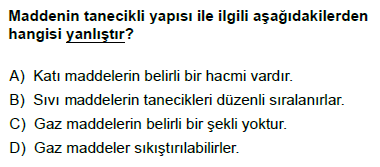 Maddenin tanecikli yapısı ile ilgili aşağıdakilerden
hangisi yanlıştır?
A) Katı maddelerin belirli bir hacmi vardır.
B) Sıvı maddelerin tanecikleri düzenli sıralanırlar.
C) Gaz maddelerin belirli bir şekli yoktur.
D) Gaz maddeler sıkıştırılabilirler.